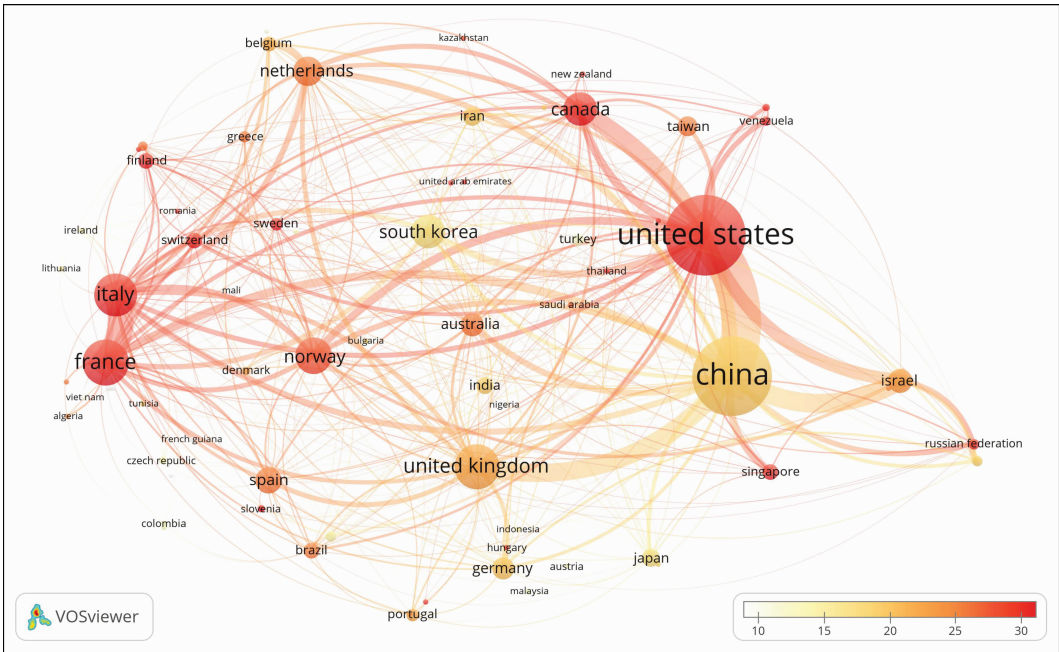 kazakhstan
belgium
netherlands
new zealand
canada
iran
taiwan
venezuela
greece
finland
united arab emirates
romania
ireland
sweden
switzerland
south korea
turkey
united states
lithuania
thailand
mali
italy
saudi arabia
australia
bulgaria
norway
france
denmark
china
israel
india
viet nam
tunisia
nigeria
algeria
french guiana
russian federation
czech republic
united kingdom
singapore
spain
slovenia
colombia
indonesia
brazil
hungary
japan
germany
austria
malaysia
portugal
VOSviewer
10 15 20 25 30